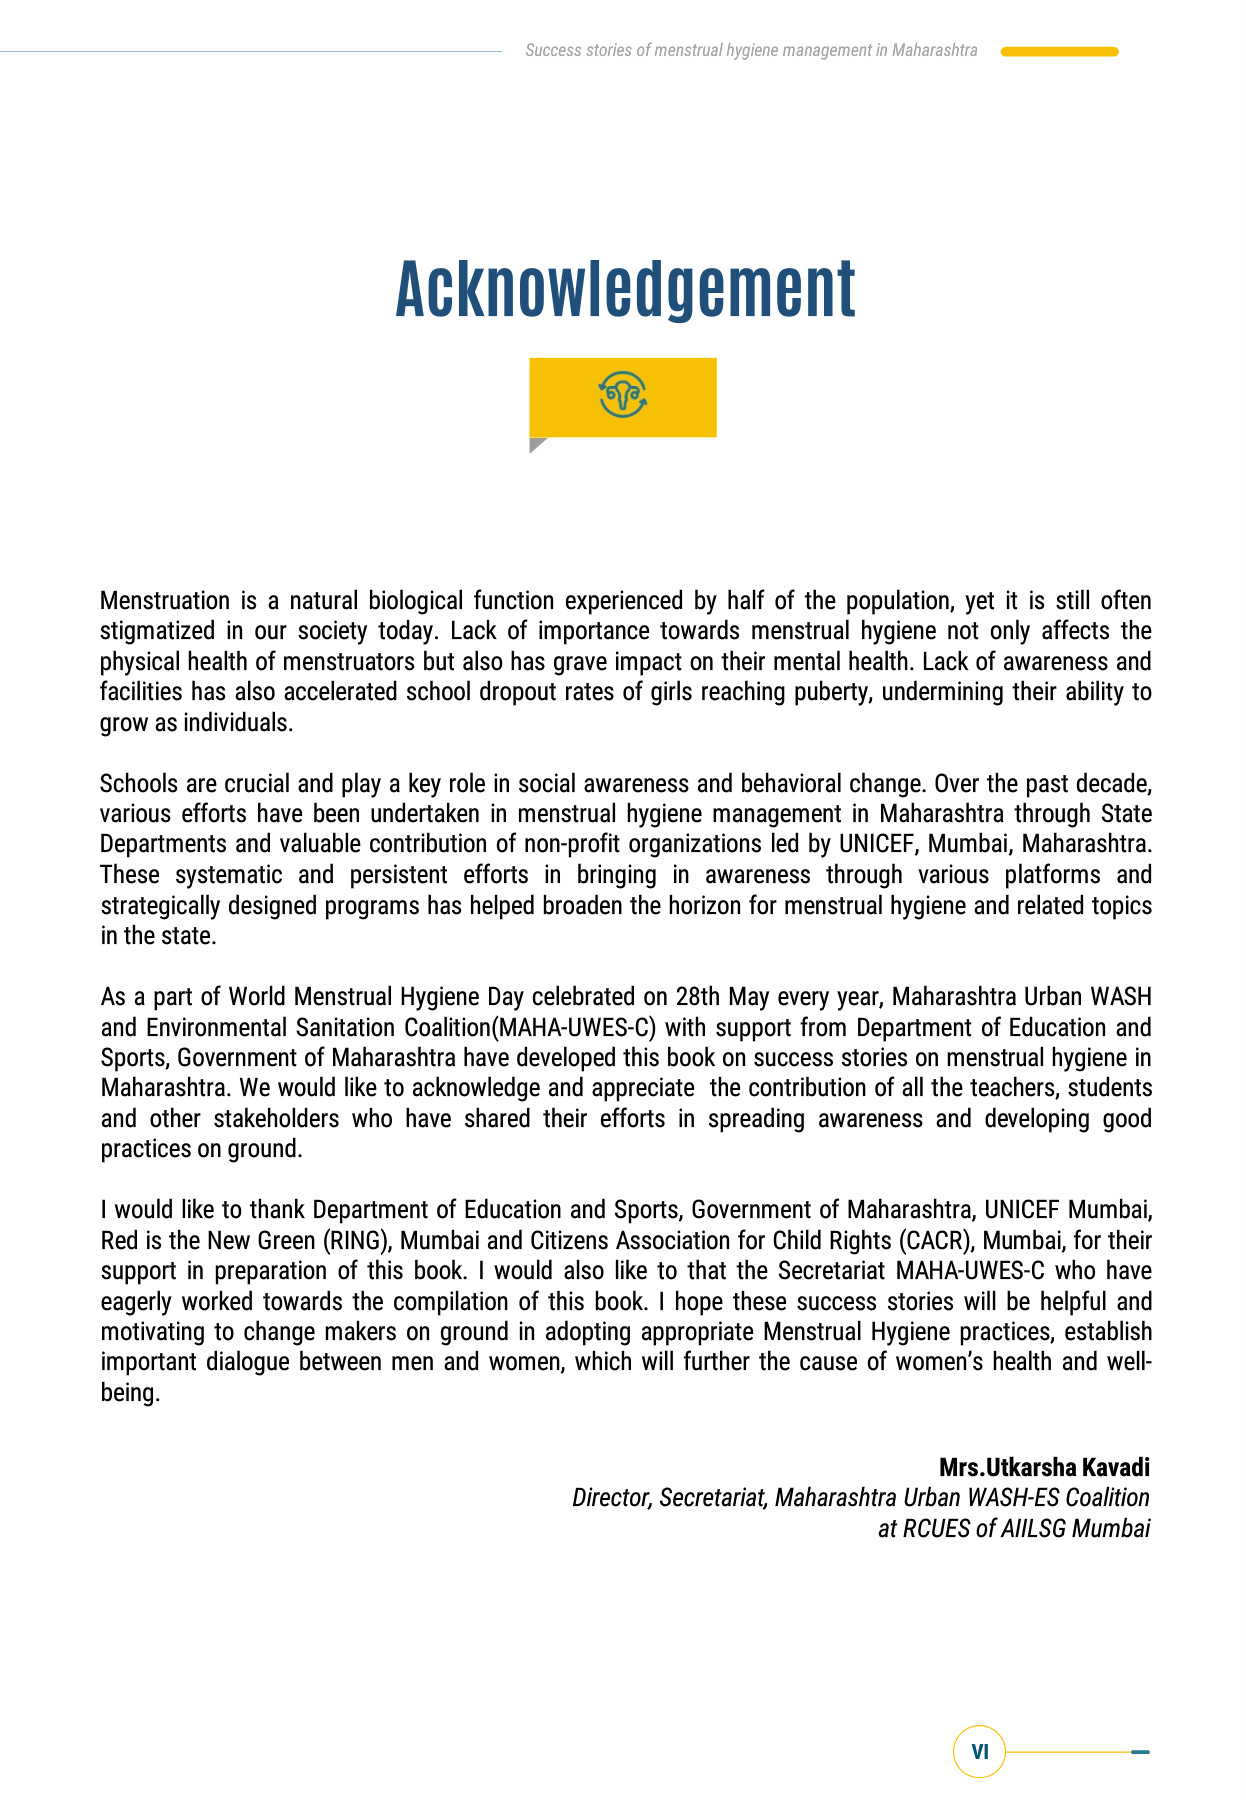 Success stories of menstrual hygiene management in Maharashtra
Acknowledgement
Menstruation is a natural biological function experienced by half of the population, yet it is still often
stigmatized in our society today. Lack of importance towards menstrual hygiene not only affects the
physical health of menstruators but also has grave impact on their mental health. Lack of awareness and
facilities has also accelerated school dropout rates of girls reaching puberty, undermining their ability to
grow as individuals.
Schools are crucial and play a key role in social awareness and behavioral change. Over the past decade,
various efforts have been undertaken in menstrual hygiene management in Maharashtra through State
Departments and valuable contribution of non-profit organizations led by UNICEF, Mumbai, Maharashtra.
These systematic and persistent efforts in bringing in awareness through various platforms and
strategically designed programs has helped broaden the horizon for menstrual hygiene and related topics
in the state.
As a part of World Menstrual Hygiene Day celebrated on 28th May every year, Maharashtra Urban WASH
and Environmental Sanitation Coalition(MAHA-UWES-C) with support from Department of Education and
Sports, Government of Maharashtra have developed this book on success stories on menstrual hygiene in
Maharashtra. We would like to acknowledge and appreciate the contribution of all the teachers, students
and other stakeholders who have shared their efforts in spreading awareness and developing good
practices on ground.
I would like to thank Department of Education and Sports, Government of Maharashtra, UNICEF Mumbai,
Red is the New Green (RING), Mumbai and Citizens Association for Child Rights (CACR), Mumbai, for their
support in preparation of this book. I would also like to that the Secretariat MAHA-UWES-C who have
eagerly worked towards the compilation of this book. I hope these success stories will be helpful and
motivating to change makers on ground in adopting appropriate Menstrual Hygiene practices, establish
important dialogue between men and women, which will further the cause of women’s health and well-
being.
Mrs.Utkarsha Kavadi
Director, Secretariat, Maharashtra Urban WASH-ES Coalition
at RCUES of AIILSG Mumbai
VI